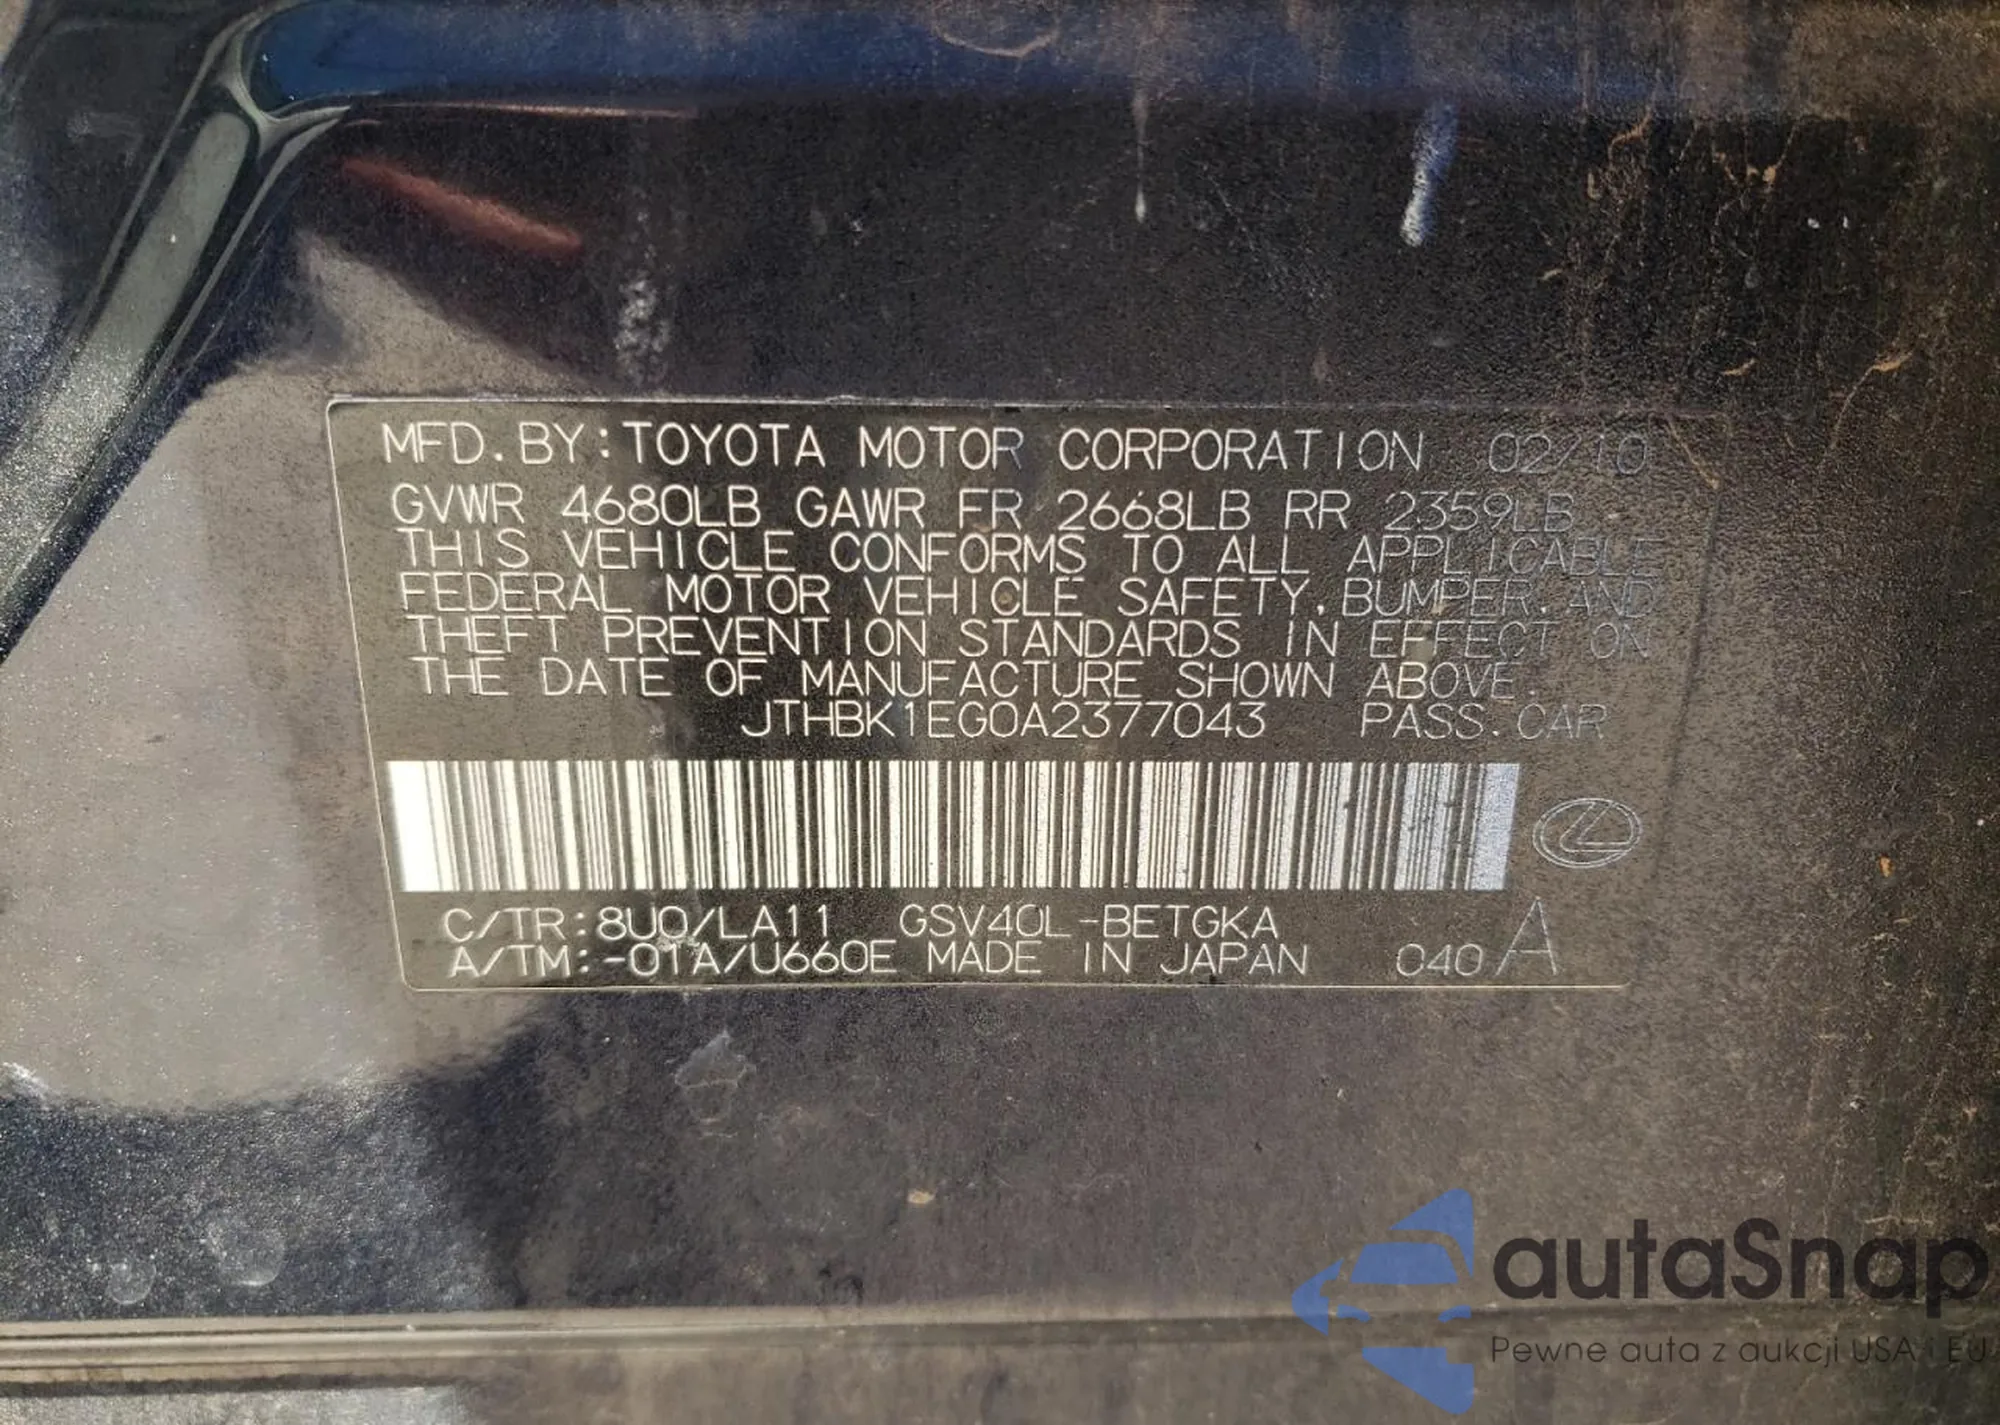 MFD. BY: TOYOTA MOTOR CORPORATION 02/10
GVWR 4680LB GAWR FR 2668LB RR 2359LB
THIS VEHICLE CONFORMS TO ALL APPLICABLE
FEDERAL MOTOR VEHICLE SAFETY, BUMPER, AND
THEFT PREVENTION STANDARDS IN EFFECT ON
THE DATE OF MANUFACTURE SHOWN ABOVE.
JTHBK1EG0A2377043 PASS. CAR
C/TR: 8U0/LA11 GSV40L-BETGKA
A/TM: -01A/U660E MADE IN JAPAN 040 A
autaSnap
Pewne auta z aukcji USA i EU